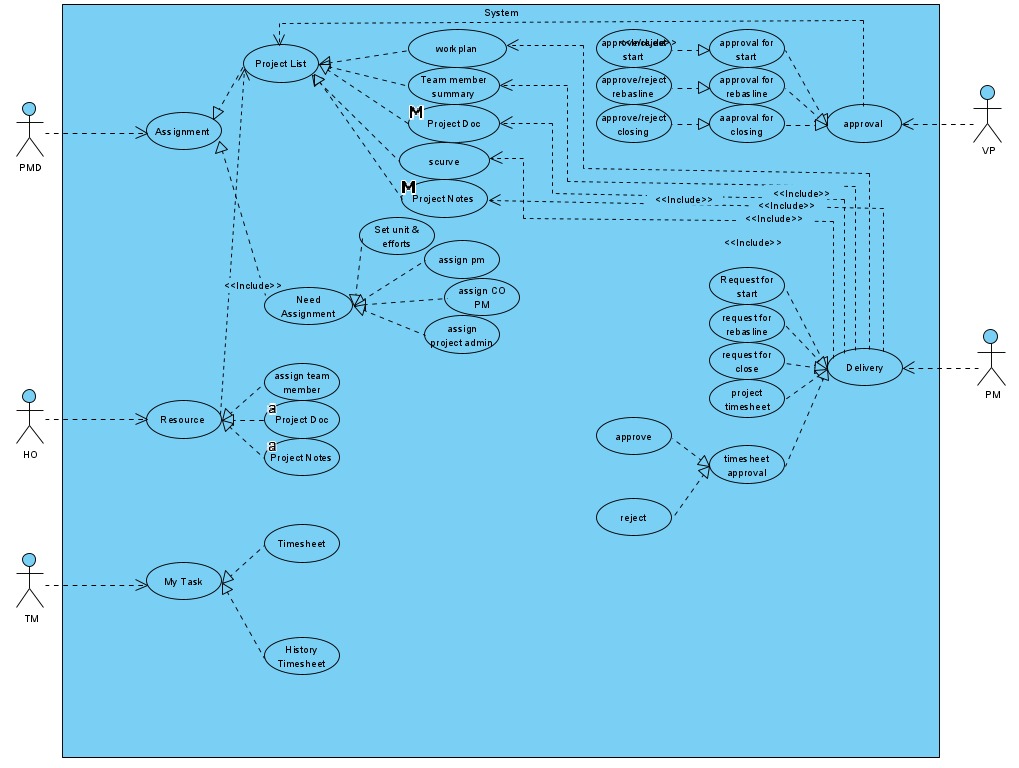 System
Project List
work plan
Team member
summary
M
Project Doc
scurve
M
Project Notes
approve/reject
start
approve/reject
rebasline
approve/reject
closing
approval for
start
approval for
rebasline
approval for
closing
approval
VP
PMD
Assignment
<<Include>>
<<Include>>
<<Include>>
<<Include>>
<<Include>>
Set unit &
efforts
assign pm
assign CO
PM
assign
project admin
<<Include>>
Need
Assignment
Request for
start
request for
rebasline
request for
close
project
timesheet
Delivery
PM
assign team
member
a
Project Doc
a
Project Notes
Resource
HO
approve
timesheet
approval
reject
Timesheet
My Task
TM
History
Timesheet